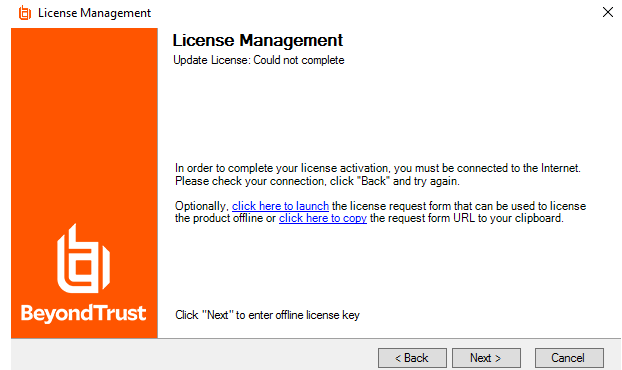 License Management
License Management
Update License: Could not complete
In order to complete your license activation, you must be connected to the Internet.
Please check your connection, click "Back" and try again.
Optionally, click here to launch the license request form that can be used to license
the product offline or click here to copy the request form URL to your clipboard.
BeyondTrust
Click "Next" to enter offline license key
< Back
Next >
Cancel